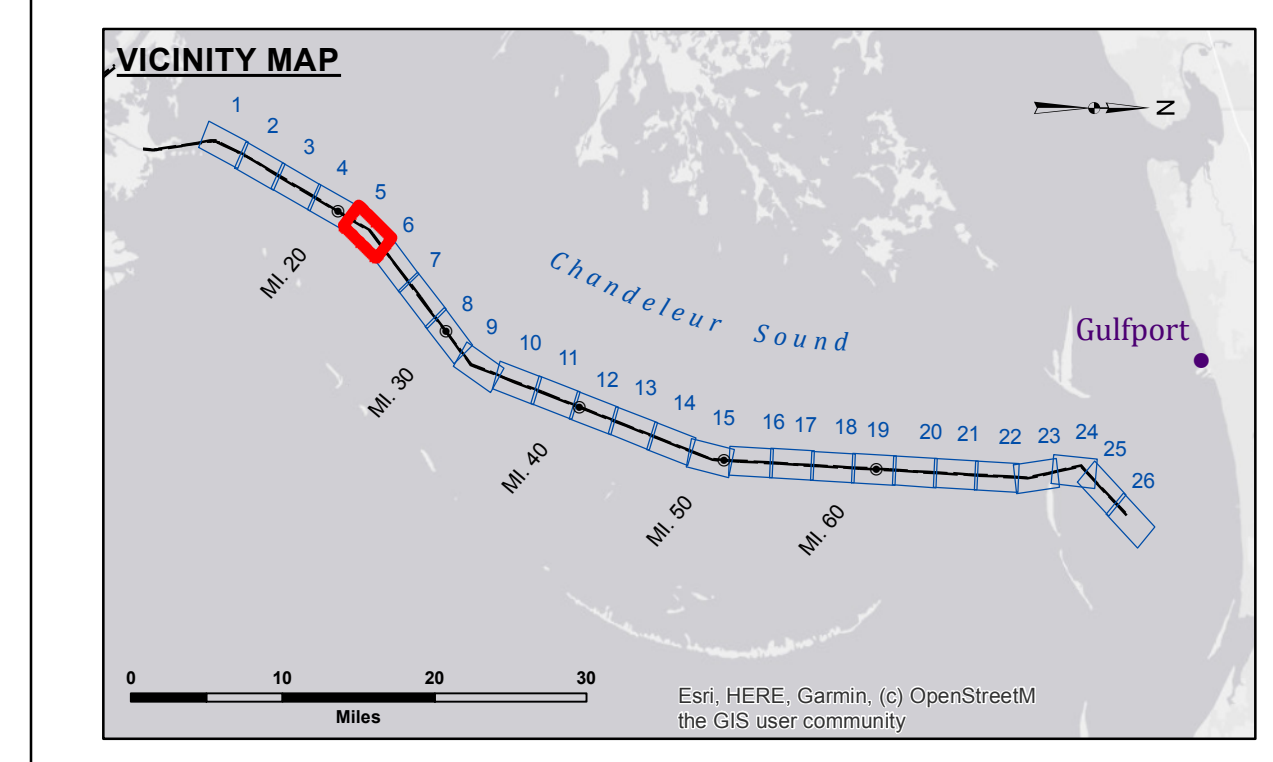 VICINITY MAP
N
1
2
3
4
5
6
7
8
9
10
11
12
13
14
15
16
17
18
19
20
21
22
23
24
25
26
MI. 20
MI. 30
MI. 40
MI. 50
MI. 60
Chandeleur Sound
Gulfport
0 10 20 30
Miles
Esri, HERE, Garmin, (c) OpenStreetM
the GIS user community